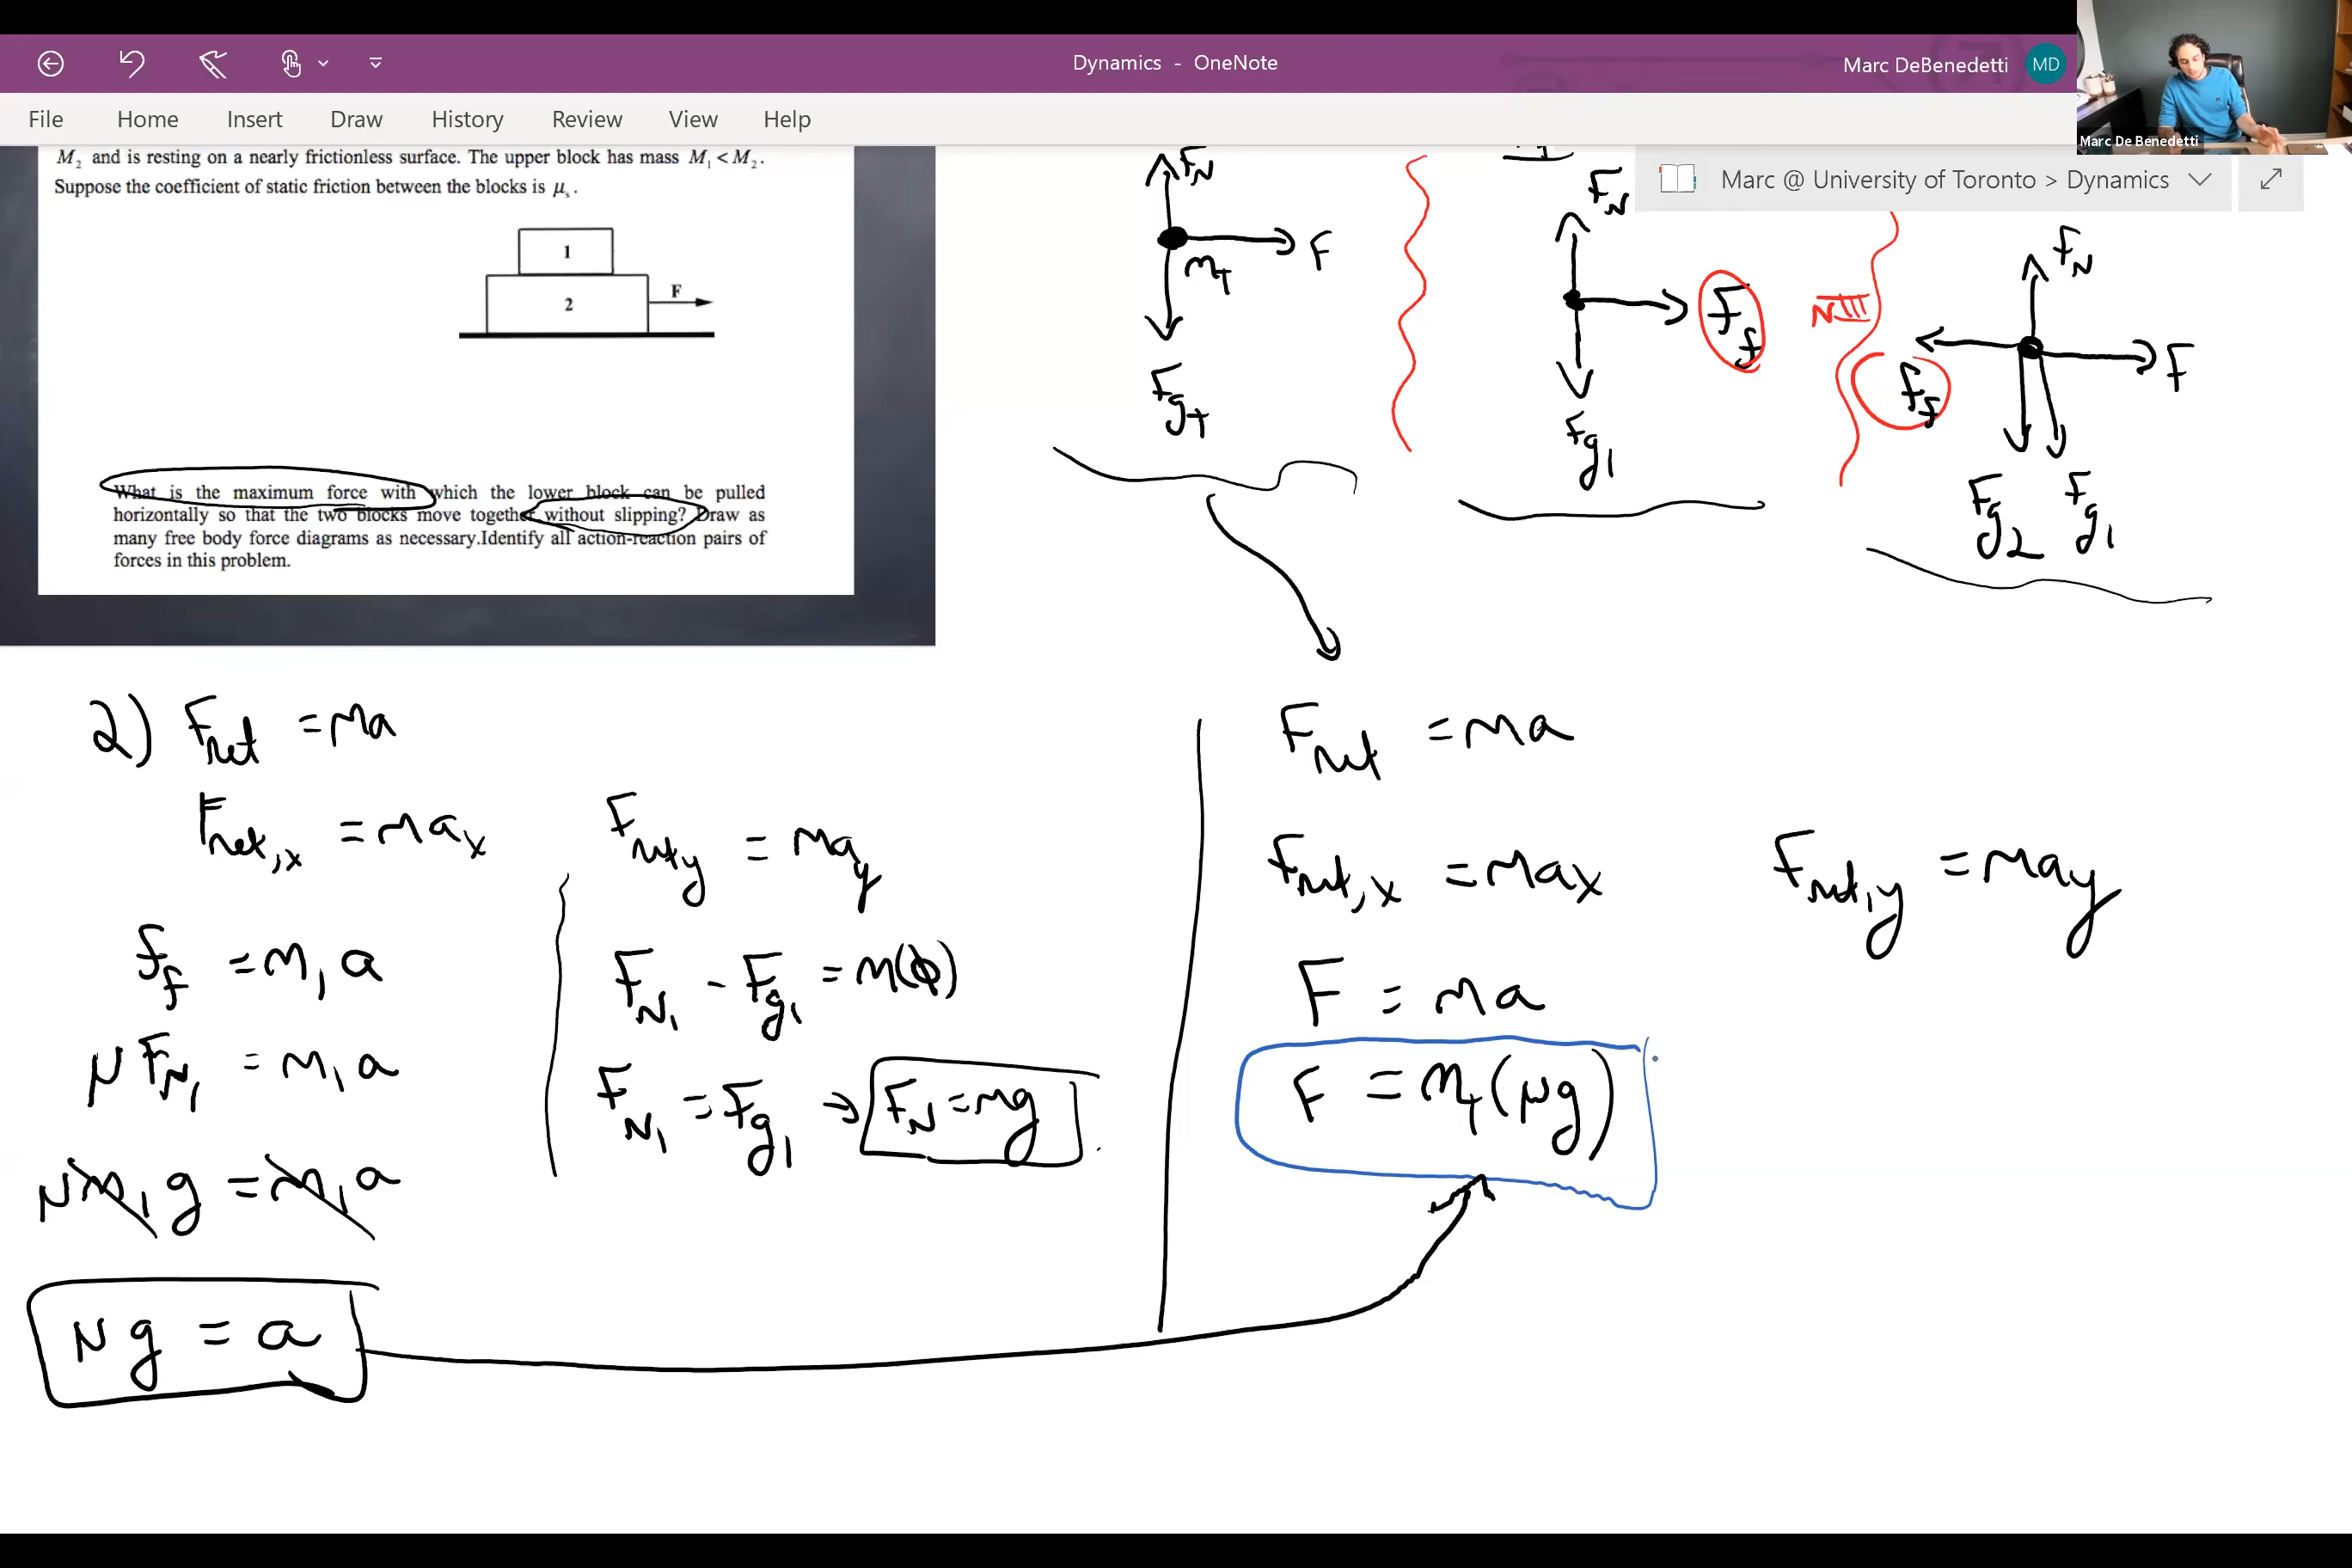 Dynamics - OneNote
Marc DeBenedetti MD
Marc De Benedetti
File Home Insert Draw History Review View Help
Marc @ University of Toronto > Dynamics
M₂ and is resting on a nearly frictionless surface. The upper block has mass M₁ < M₂.
Suppose the coefficient of static friction between the blocks is μₛ.
1
2
F
What is the maximum force with which the lower block can be pulled
horizontally so that the two blocks move together without slipping? Draw as
many free body force diagrams as necessary.Identify all action-reaction pairs of
forces in this problem.
F_N
F
m_T
F_gT
F_N
F_f
F_g1
NIII
F_N
F_f
F
F_g2 F_g1
2) F_net = ma
F_net,x = ma_x
F_f = m₁a
μF_N₁ = m₁a
μm₁g = m₁a
μg = a
F_net y = ma_y
F_N₁ - F_g₁ = m(ϕ)
F_N₁ = F_g₁ → F_N = mg
F_net = ma
F_net,x = ma_x
F = ma
F = m_T(μg)
F_net,y = ma_y